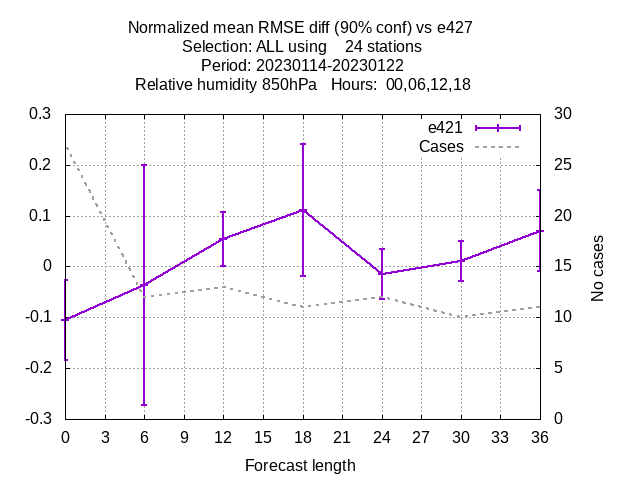 Normalized mean RMSE diff (90% conf) vs e427
Selection: ALL using    24 stations
Period: 20230114-20230122
Relative humidity 850hPa   Hours:  00,06,12,18
0.3
0.2
0.1
0
-0.1
-0.2
-0.3
e421
Cases
30
25
20
15
10
5
0
No cases
0 3 6 9 12 15 18 21 24 27 30 33 36
Forecast length